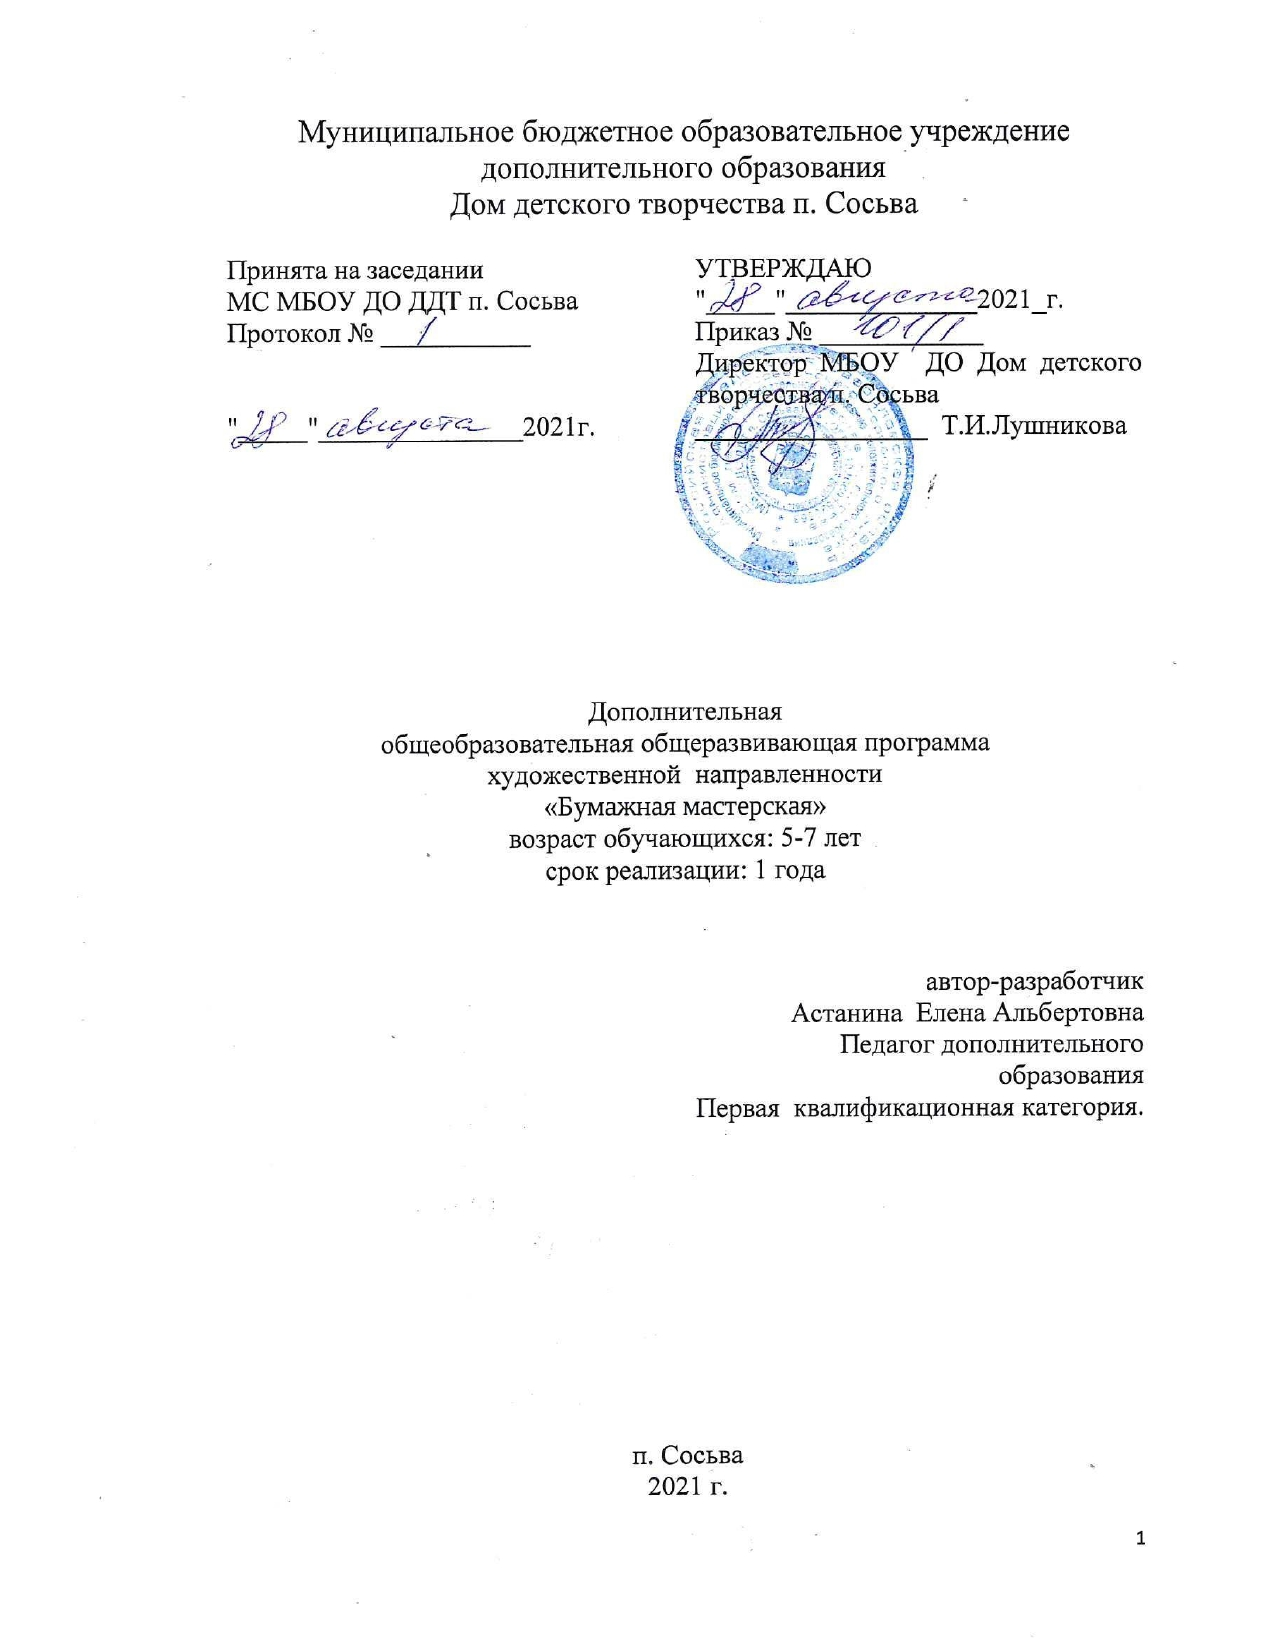 Муниципальное бюджетное образовательное учреждение
дополнительного образования
Дом детского творчества п. Сосьва
Принята на заседании
МС МБОУ ДО ДДТ п. Сосьва
Протокол № 1
"28" августа 2021г.
УТВЕРЖДАЮ
"28" августа 2021_г.
Приказ № 101/1
Директор МБОУ ДО Дом детского
творчества п. Сосьва
Т.И.Лушникова
Дополнительная
общеобразовательная общеразвивающая программа
художественной направленности
«Бумажная мастерская»
возраст обучающихся: 5-7 лет
срок реализации: 1 года
автор-разработчик
Астанина Елена Альбертовна
Педагог дополнительного
образования
Первая квалификационная категория.
п. Сосьва
2021 г.
1